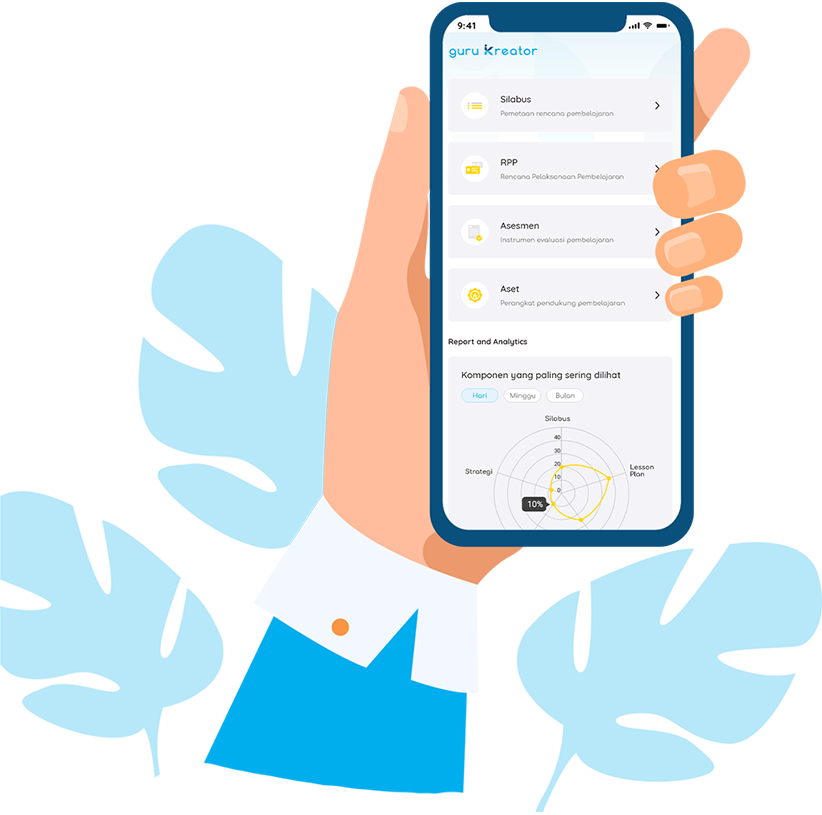 9:41
guru kreator
Silabus
Pemetaan rencana pembelajaran
RPP
Rencana Pelaksanaan Pembelajaran
Asesmen
Instrumen evaluasi pembelajaran
Aset
Perangkat pendukung pembelajaran
Report and Analytics
Komponen yang paling sering dilihat
Hari
Minggu
Bulan
Silabus
40
30
20
10
0
Strategi
Lesson
Plan
10%